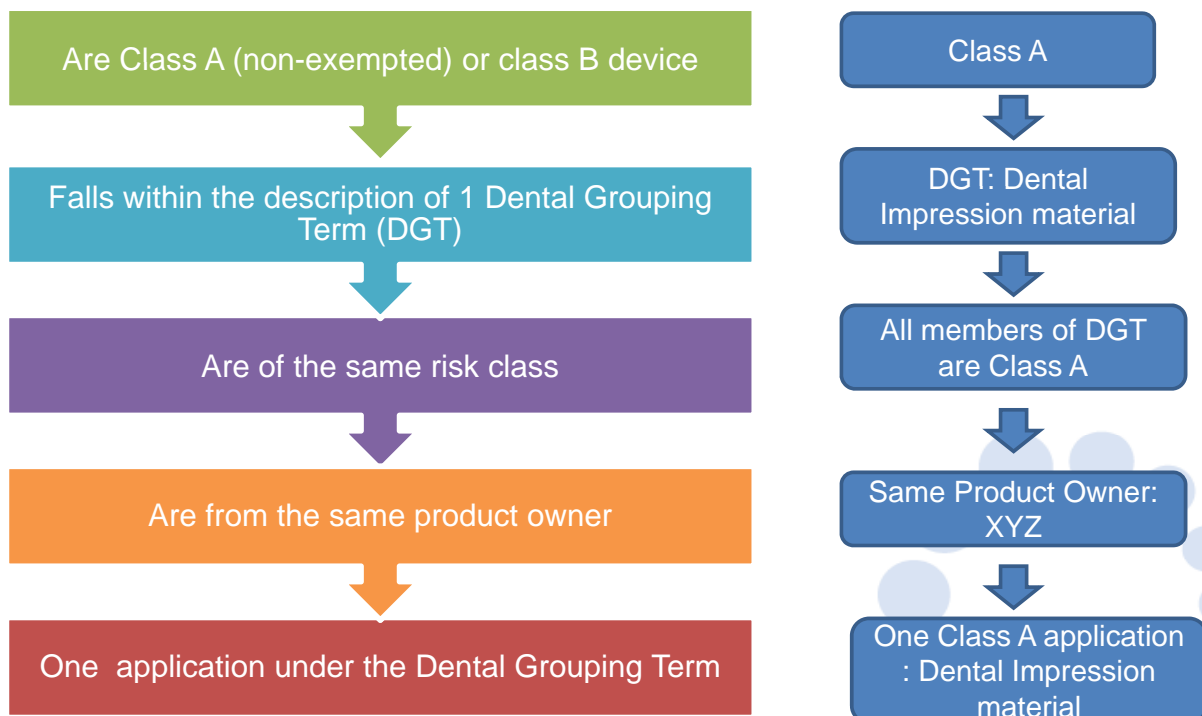 Are Class A (non-exempted) or class B device
Falls within the description of 1 Dental Grouping
Term (DGT)
Are of the same risk class
Are from the same product owner
One  application under the Dental Grouping Term
Class A
DGT: Dental
Impression material
All members of DGT
are Class A
Same Product Owner:
XYZ
One Class A application
: Dental Impression
material